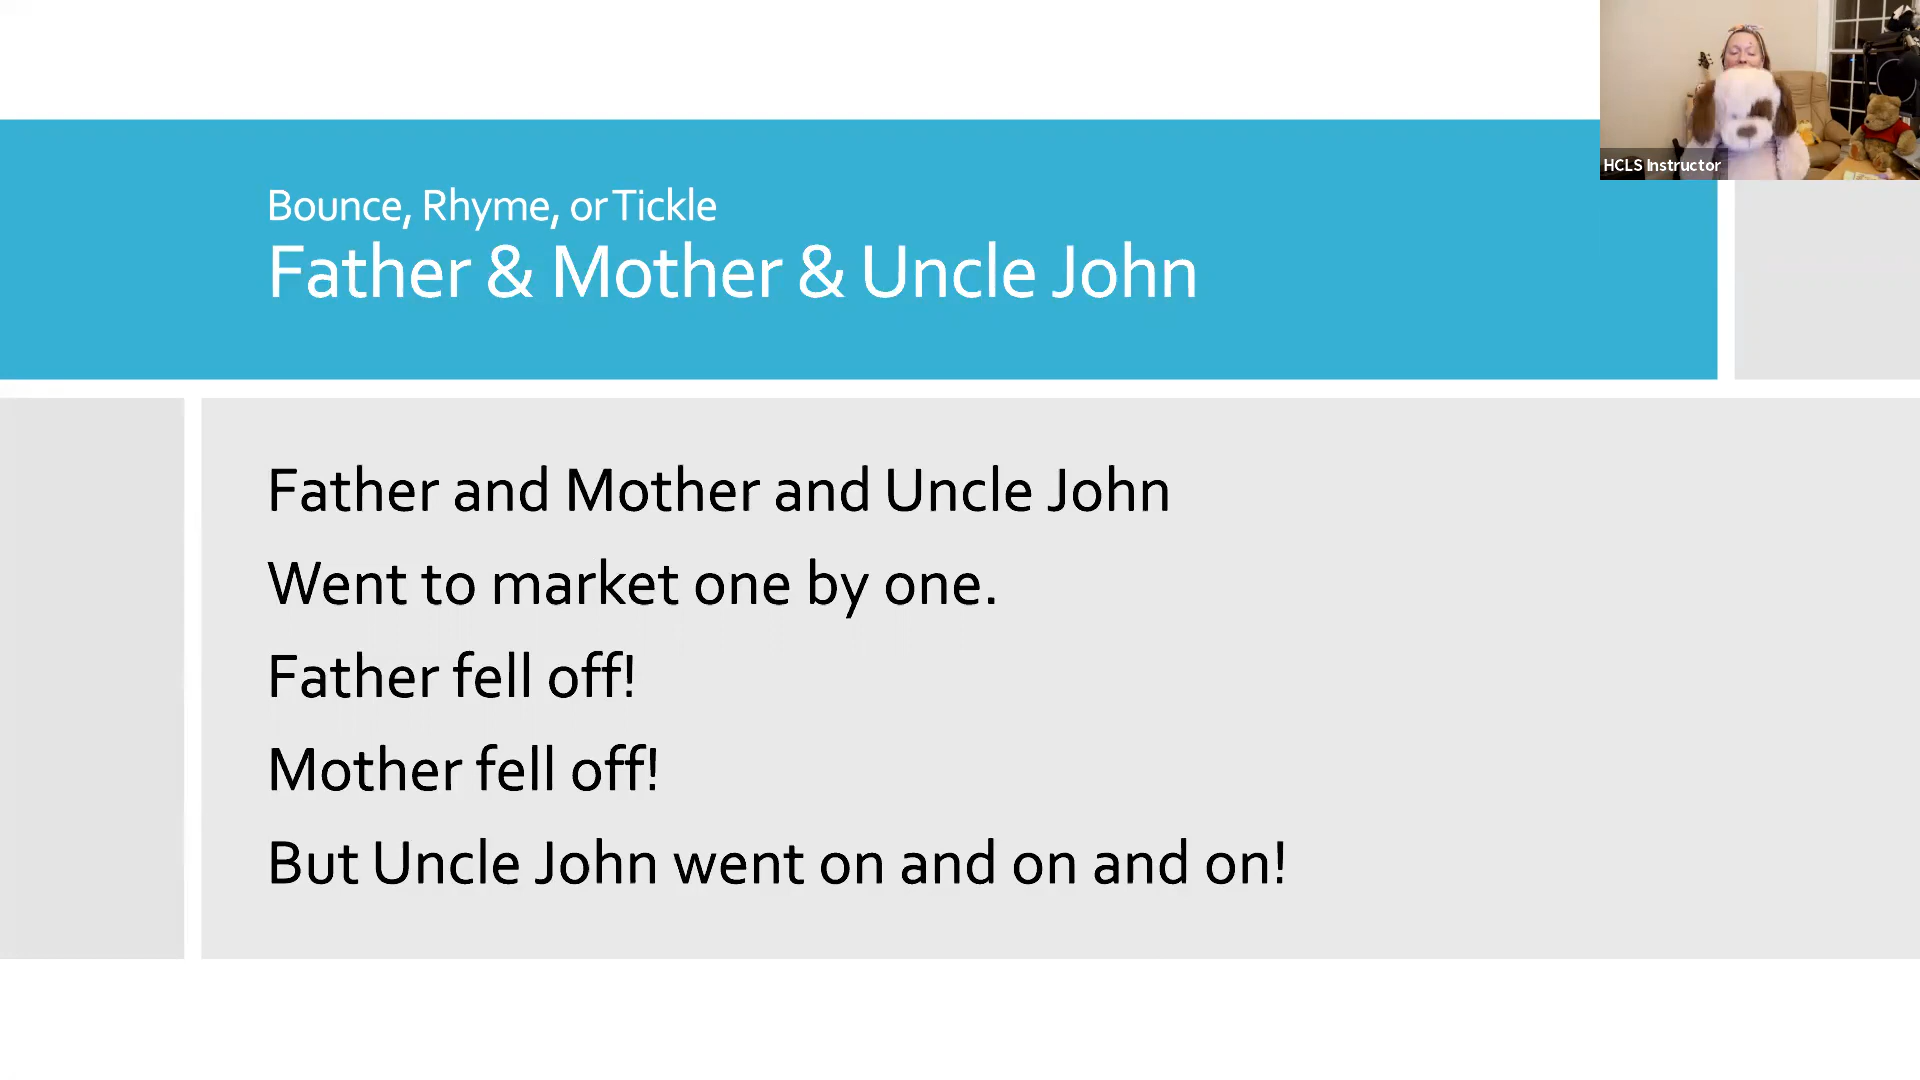 Bounce, Rhyme, or Tickle
Father & Mother & Uncle John
HCLS Instructor
Father and Mother and Uncle John
Went to market one by one.
Father fell off!
Mother fell off!
But Uncle John went on and on and on!